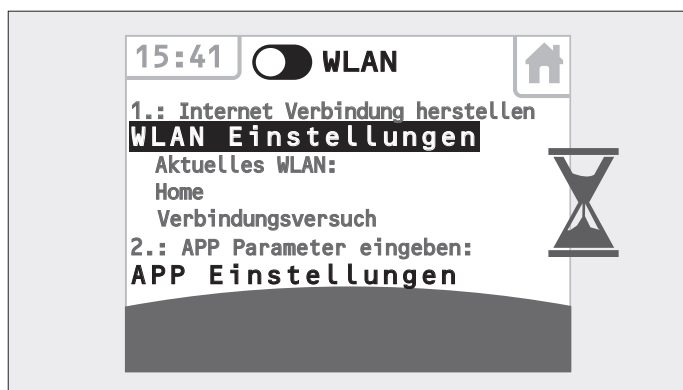 15:41 WLAN
1.: Internet Verbindung herstellen
WLAN Einstellungen
Aktuelles WLAN:
Home
Verbindungsversuch
2.: APP Parameter eingeben:
APP Einstellungen